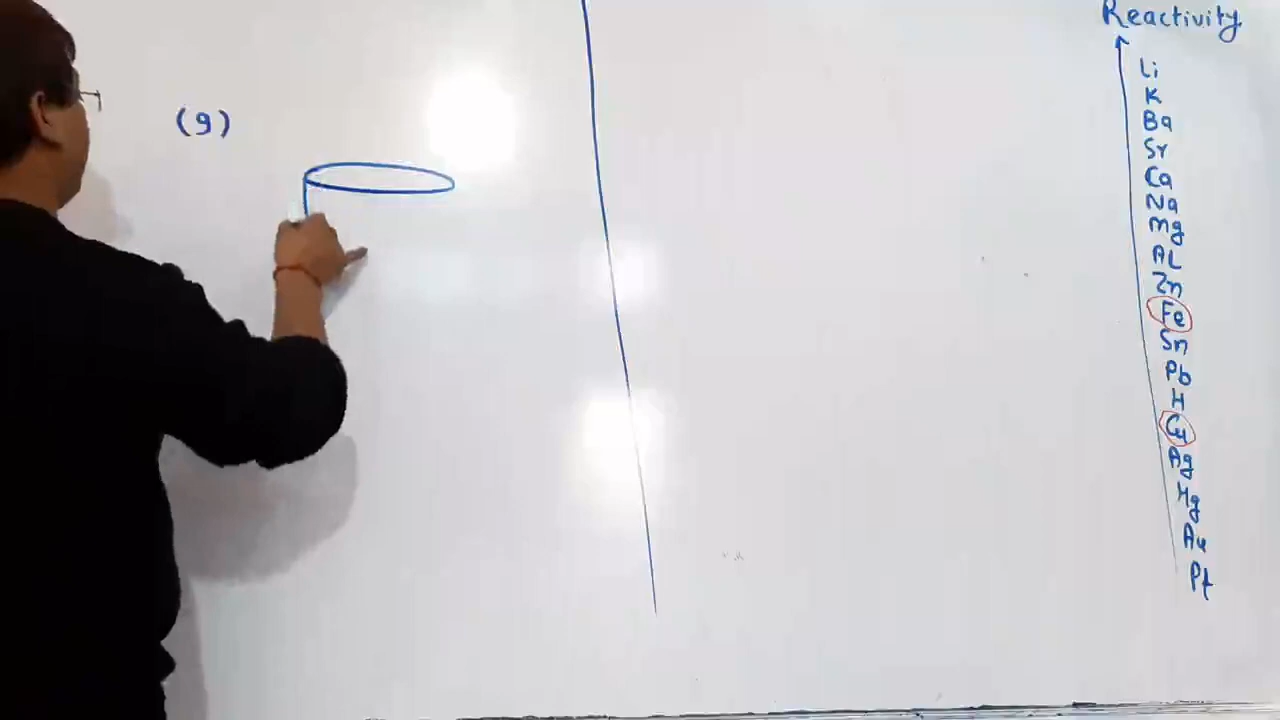 (9)
Reactivity
Li
K
Ba
Sr
Ca
Na
Mg
AL
Zn
Fe
Sn
Pb
H
Cu
Ag
Hg
Au
Pt